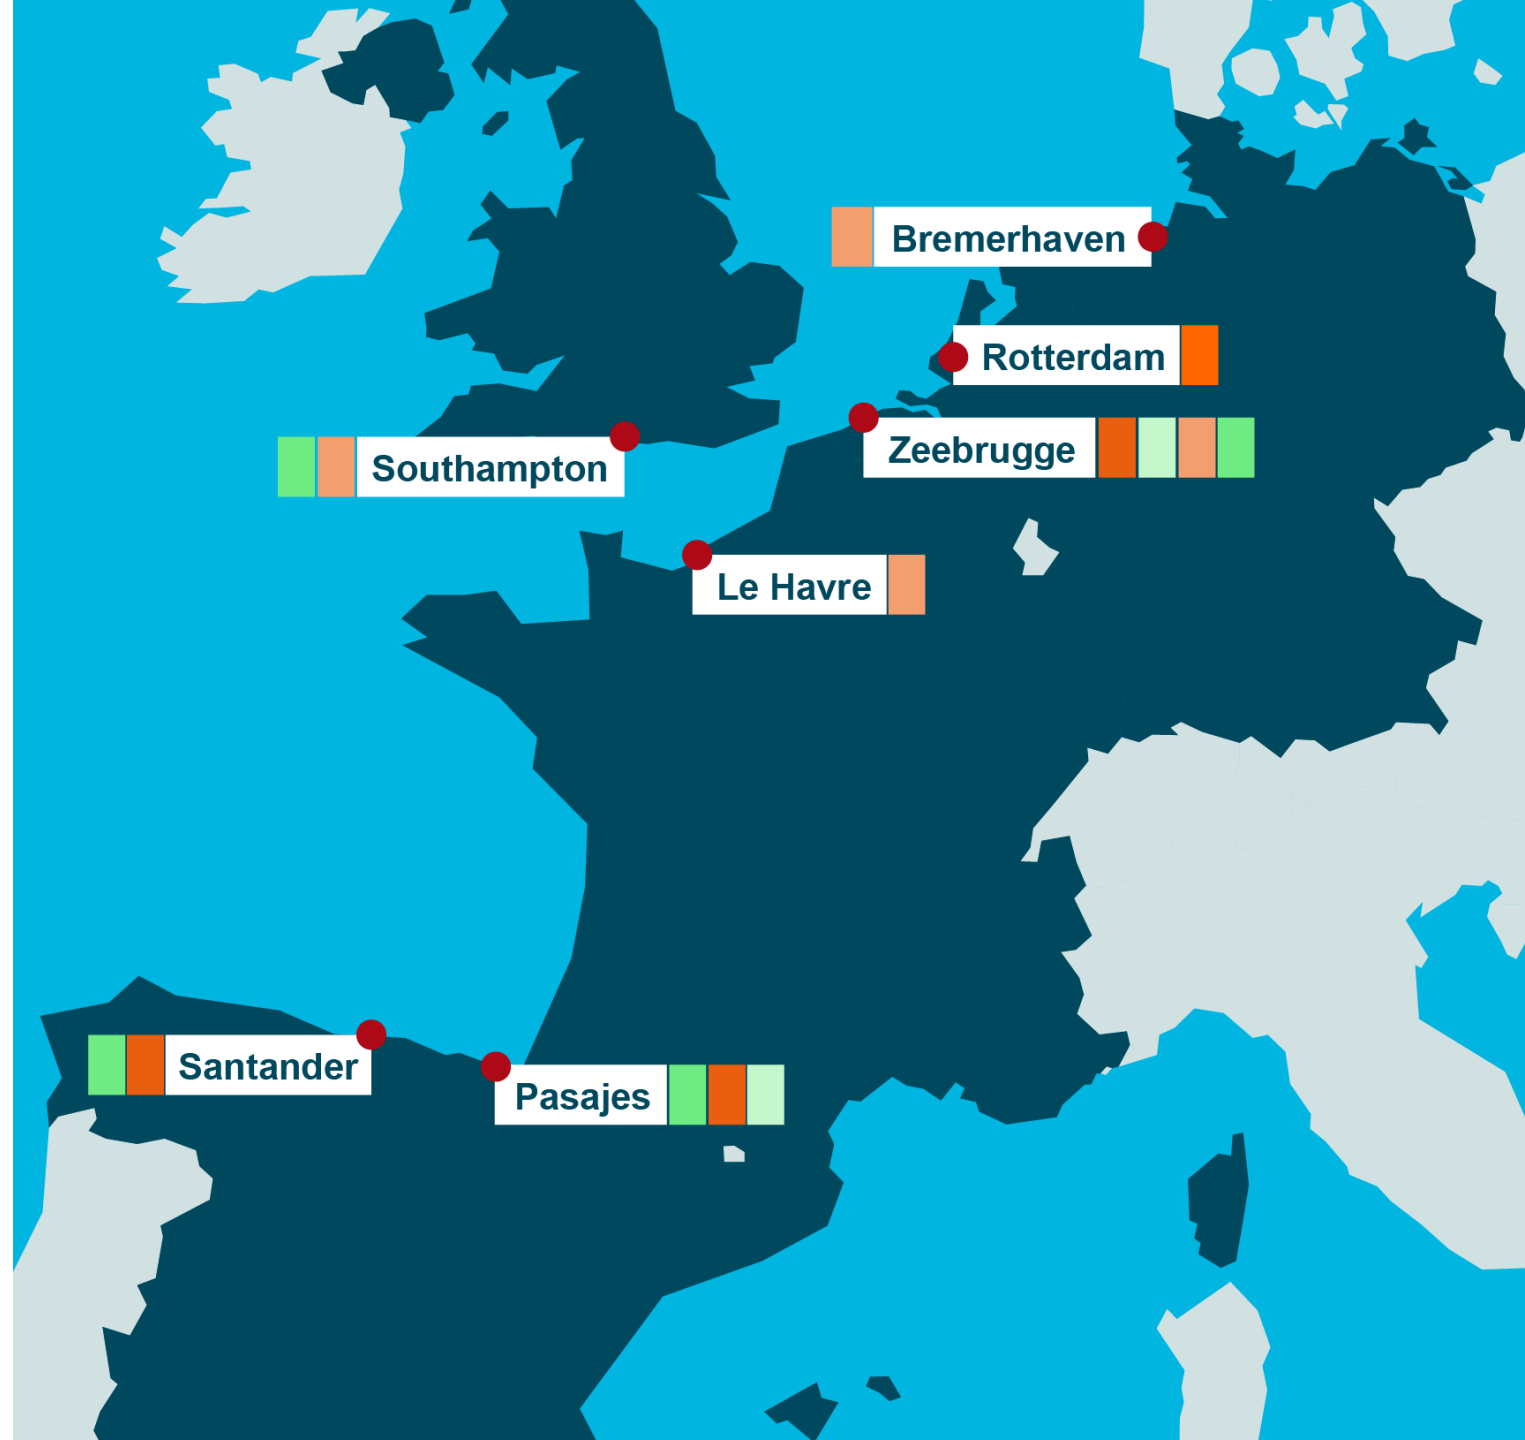 Bremerhaven
Rotterdam
Zeebrugge
Southampton
Le Havre
Santander
Pasajes